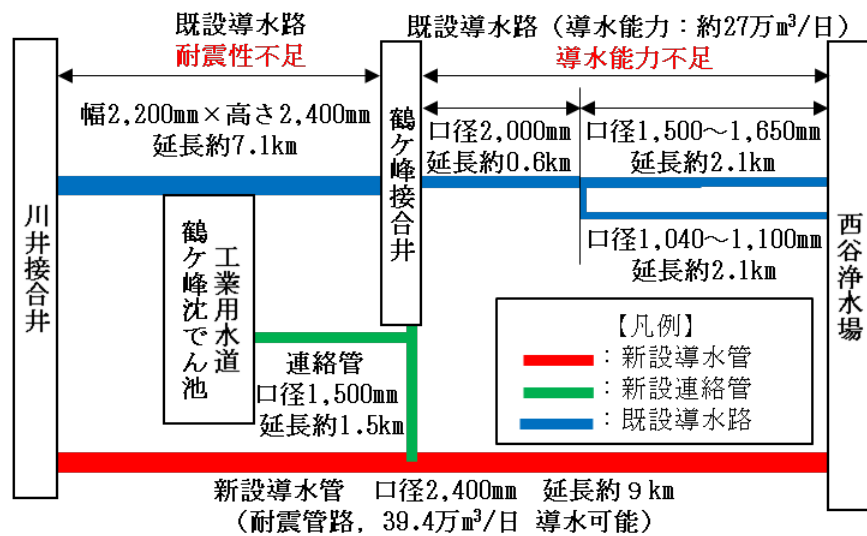 既設導水路
耐震性不足
既設導水路（導水能力：約27万m³/日）
導水能力不足
幅2,200mm×高さ2,400mm
延長約7.1km
口径2,000mm
延長約0.6km
口径1,500～1,650mm
延長約2.1km
川井接合井
鶴ケ峰接合井
西谷浄水場
工業用水道
鶴ケ峰沈でん池
口径1,040～1,100mm
延長約2.1km
連絡管
口径1,500mm
延長約1.5km
【凡例】
：新設導水管
：新設連絡管
：既設導水路
新設導水管　口径2,400mm　延長約９km
（耐震管路，39.4万m³/日 導水可能）